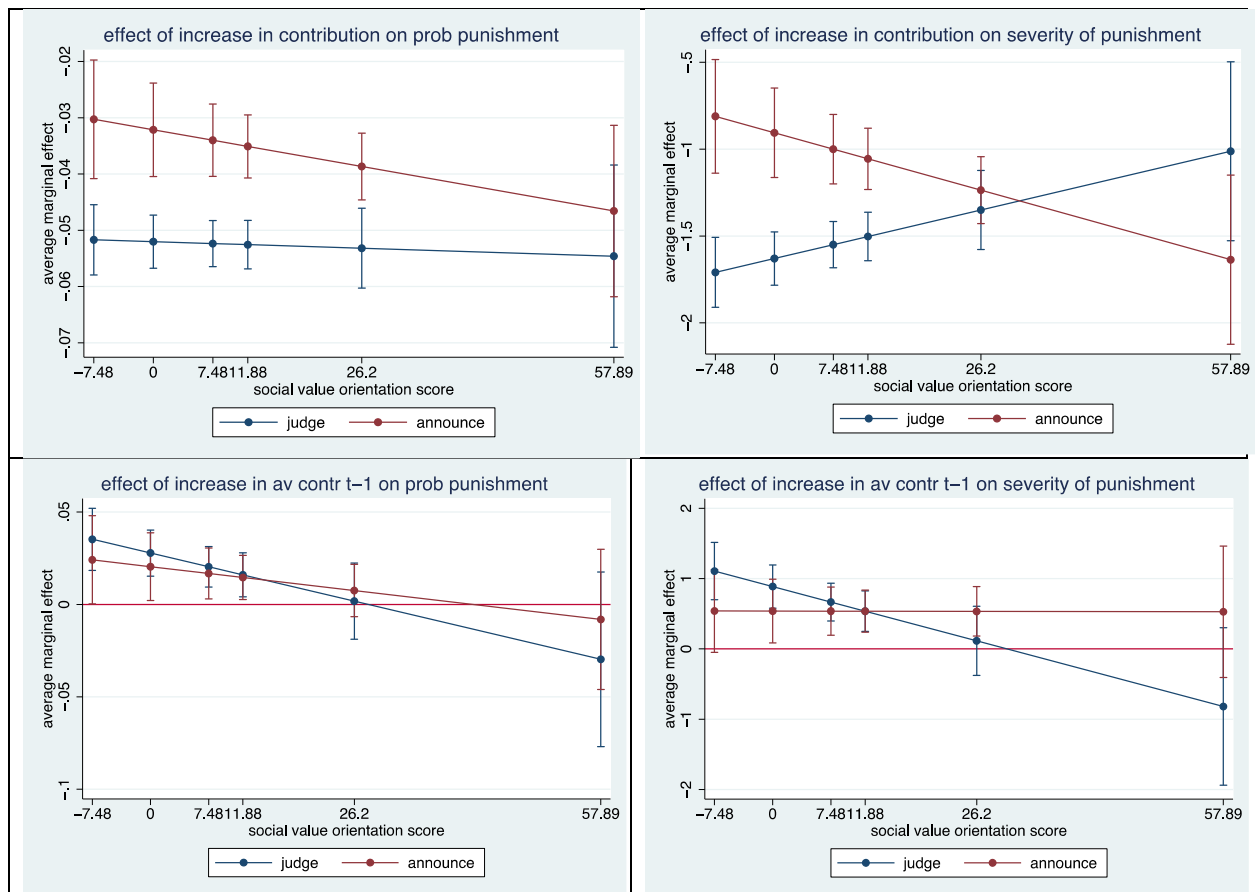 effect of increase in contribution on prob punishment
average marginal effect
-.02
-.03
-.04
-.05
-.06
-.07
-7.48 0 7.4811.88 26.2 57.89
social value orientation score
judge announce
effect of increase in contribution on severity of punishment
average marginal effect
-.5
-1
-1.5
-2
-7.48 0 7.4811.88 26.2 57.89
social value orientation score
judge announce
effect of increase in av contr t-1 on prob punishment
average marginal effect
.05
0
-.05
-.1
-7.48 0 7.4811.88 26.2 57.89
social value orientation score
judge announce
effect of increase in av contr t-1 on severity of punishment
average marginal effect
2
1
0
-1
-2
-7.48 0 7.4811.88 26.2 57.89
social value orientation score
judge announce